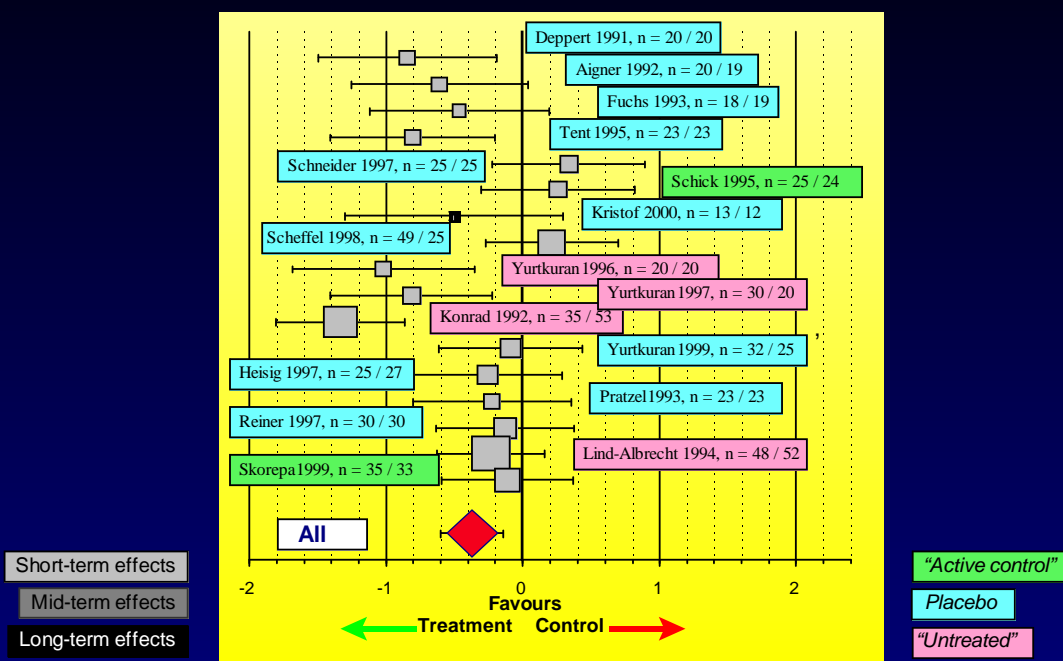 Deppert 1991, n = 20 / 20
Aigner 1992, n = 20 / 19
Fuchs 1993, n = 18 / 19
Tent 1995, n = 23 / 23
Schneider 1997, n = 25 / 25
Schick 1995, n = 25 / 24
Kristof 2000, n = 13 / 12
Scheffel 1998, n = 49 / 25
Yurtkuran 1996, n = 20 / 20
Yurtkuran 1997, n = 30 / 20
Konrad 1992, n = 35 / 53
,
Yurtkuran 1999, n = 32 / 25
Heisig 1997, n = 25 / 27
Pratzel 1993, n = 23 / 23
Reiner 1997, n = 30 / 30
Lind-Albrecht 1994, n = 48 / 52
Skorepa 1999, n = 35 / 33
All
-2 -1 0 1 2
Favours
Treatment Control
Short-term effects
Mid-term effects
Long-term effects
"Active control"
Placebo
"Untreated"